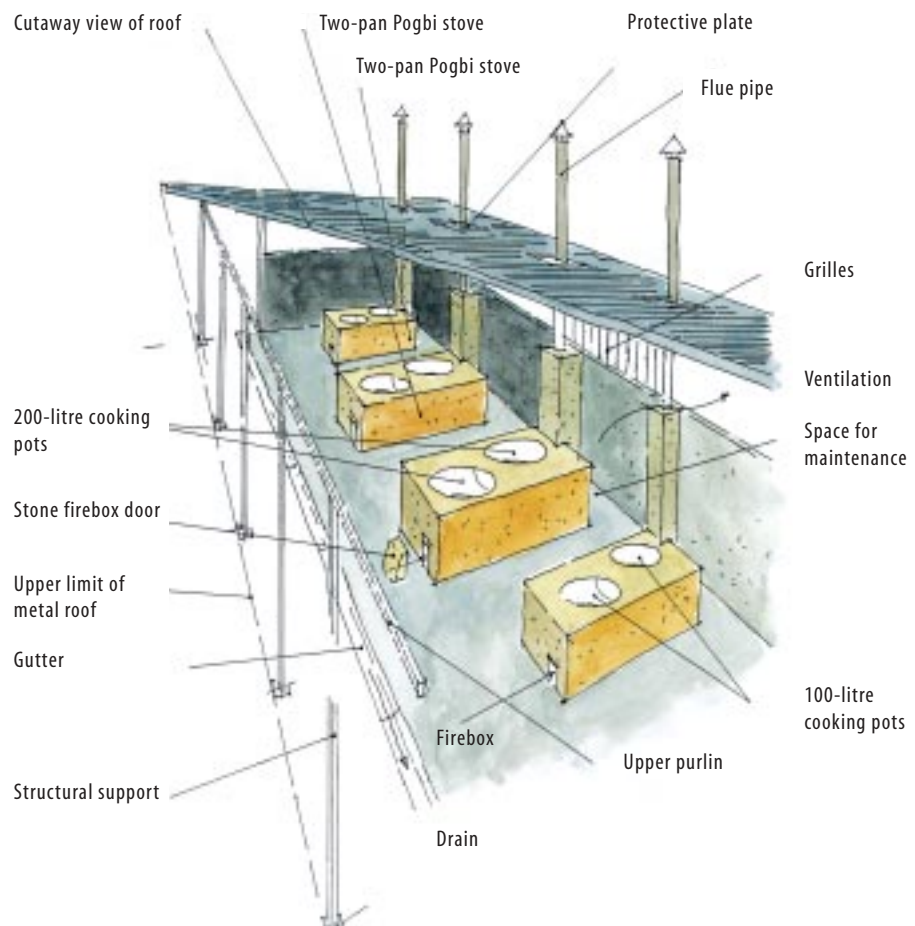 Cutaway view of roof
Two-pan Pogbi stove
Protective plate
Two-pan Pogbi stove
Flue pipe
Grilles
Ventilation
200-litre cooking
pots
Space for
maintenance
Stone firebox door
Upper limit of
metal roof
Gutter
100-litre
cooking pots
Firebox
Upper purlin
Structural support
Drain